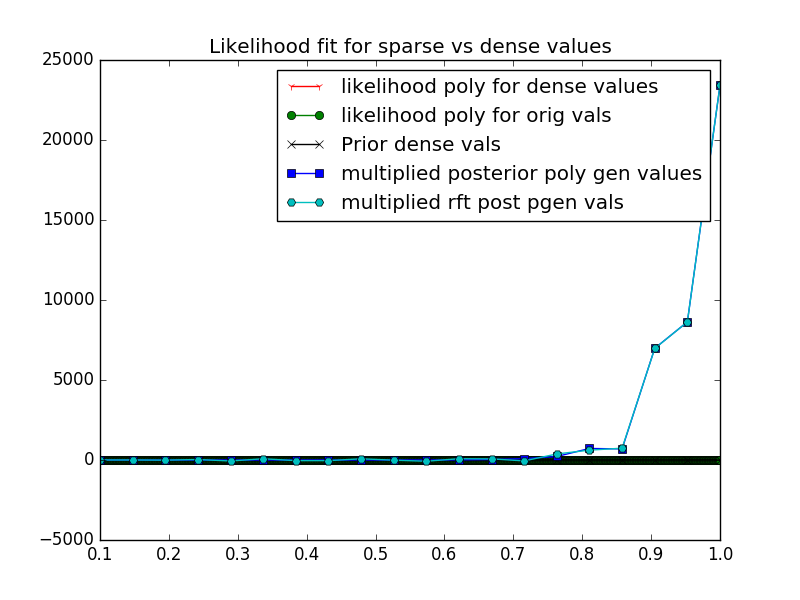 Likelihood fit for sparse vs dense values
25000
20000
15000
10000
5000
0
−5000
likelihood poly for dense values
likelihood poly for orig vals
Prior dense vals
multiplied posterior poly gen values
multiplied rft post pgen vals
0.1 0.2 0.3 0.4 0.5 0.6 0.7 0.8 0.9 1.0